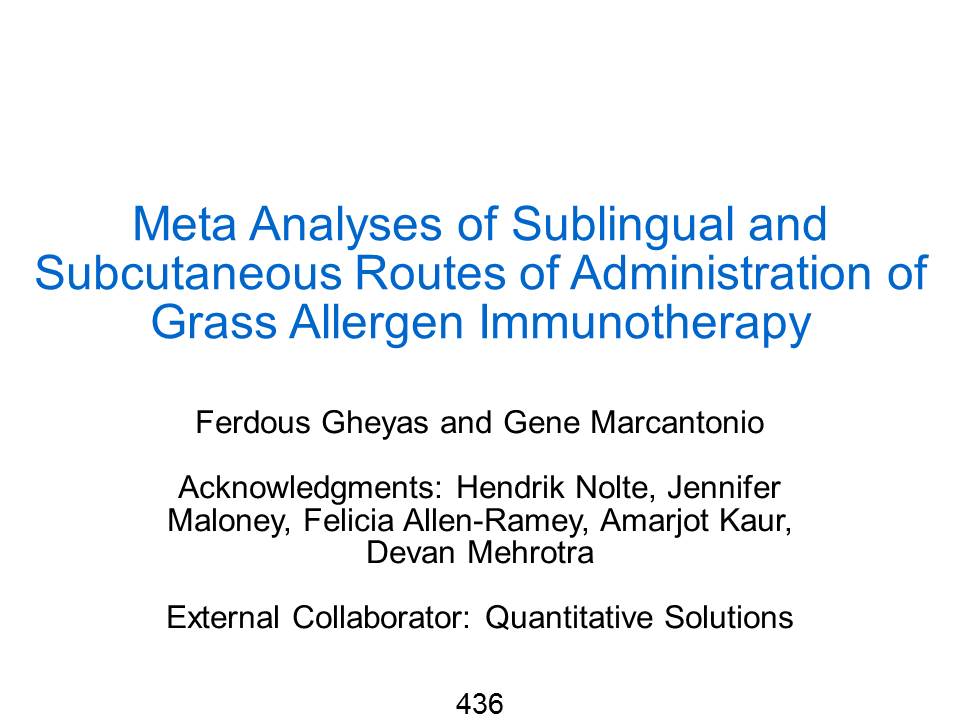 Meta Analyses of Sublingual and
Subcutaneous Routes of Administration of
Grass Allergen Immunotherapy
Ferdous Gheyas and Gene Marcantonio
Acknowledgments: Hendrik Nolte, Jennifer
Maloney, Felicia Allen-Ramey, Amarjot Kaur,
Devan Mehrotra
External Collaborator: Quantitative Solutions
436